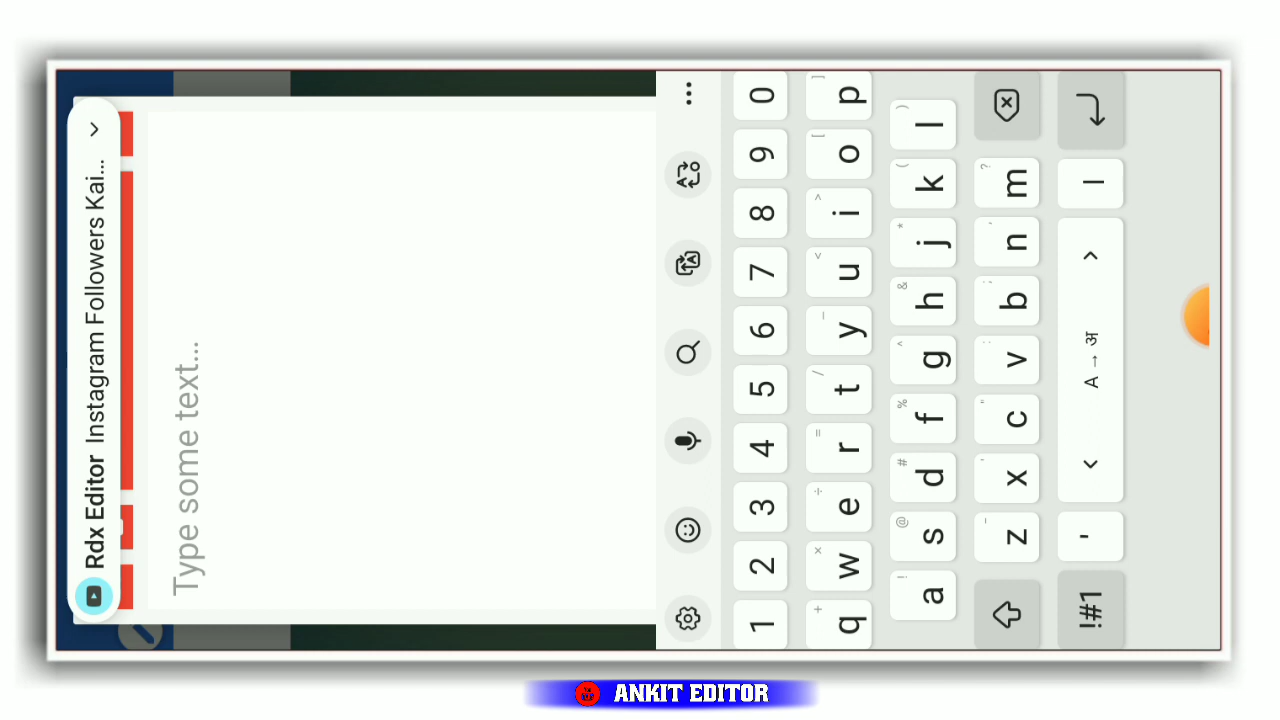 Rdx Editor Instagram Followers Kai...
Type some text...
1 2 3 4 5 6 7 8 9 0
q w e r t y u i o p
a s d f g h j k l
z x c v b n m
!#1 , < A → अ > |
ANKIT EDITOR